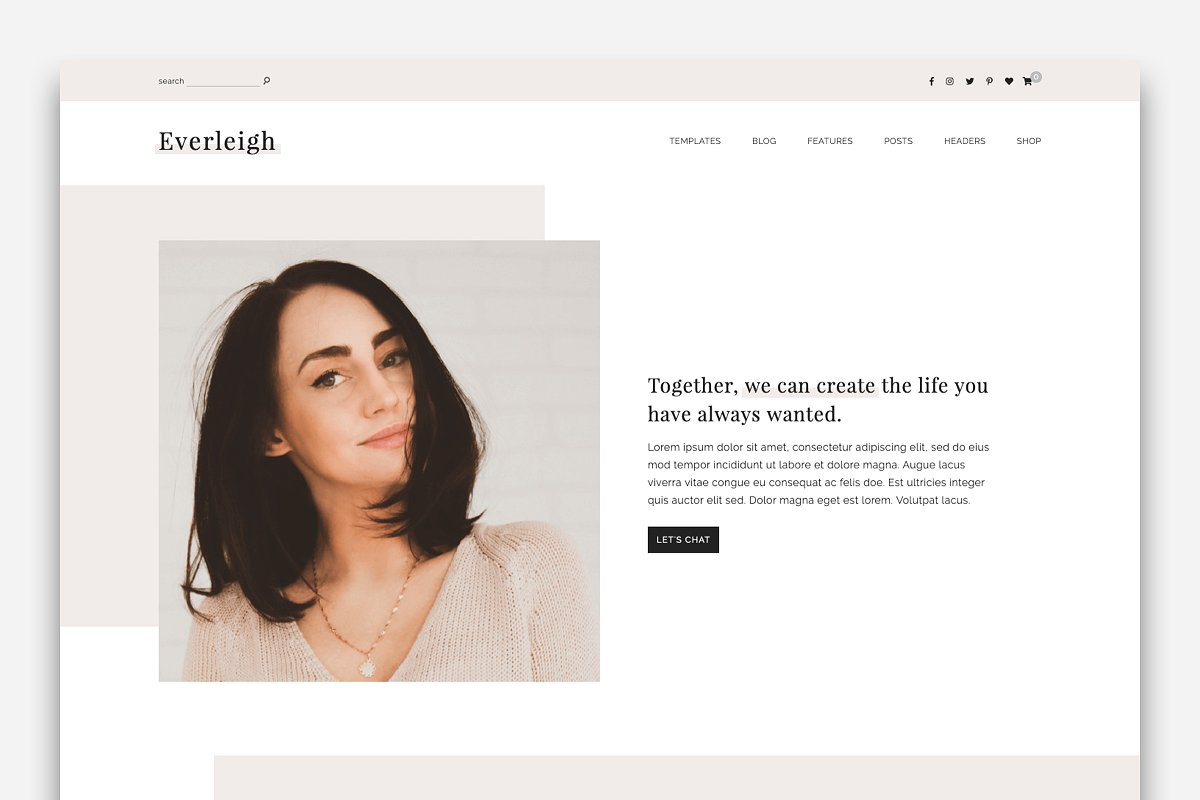 search
0
Everleigh
TEMPLATES BLOG FEATURES POSTS HEADERS SHOP
Together, we can create the life you
have always wanted.
Lorem ipsum dolor sit amet, consectetur adipiscing elit, sed do eius
mod tempor incididunt ut labore et dolore magna. Augue lacus
viverra vitae congue eu consequat ac felis doe. Est ultricies integer
quis auctor elit sed. Dolor magna eget est lorem. Volutpat lacus.
LET'S CHAT